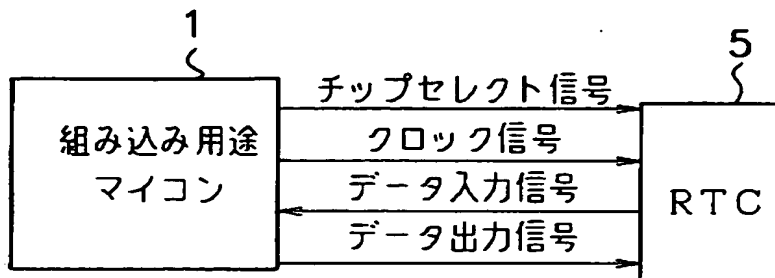 1
5
チップセレクト信号
組み込み用途
マイコン
クロック信号
データ入力信号
データ出力信号
RTC